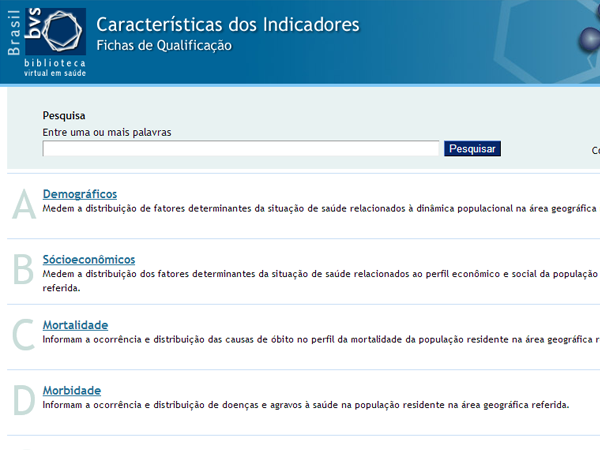 Brasil
bvs
biblioteca
virtual em saúde
Características dos Indicadores
Fichas de Qualificação
Pesquisa
Entre uma ou mais palavras
Pesquisar
A
Demográficos
Medem a distribuição de fatores determinantes da situação de saúde relacionados à dinâmica populacional na área geográfica
B
Sócioeconômicos
Medem a distribuição dos fatores determinantes da situação de saúde relacionados ao perfil econômico e social da população
referida.
C
Mortalidade
Informam a ocorrência e distribuição das causas de óbito no perfil da mortalidade da população residente na área geográfica
D
Morbidade
Informam a ocorrência e distribuição de doenças e agravos à saúde na população residente na área geográfica referida.